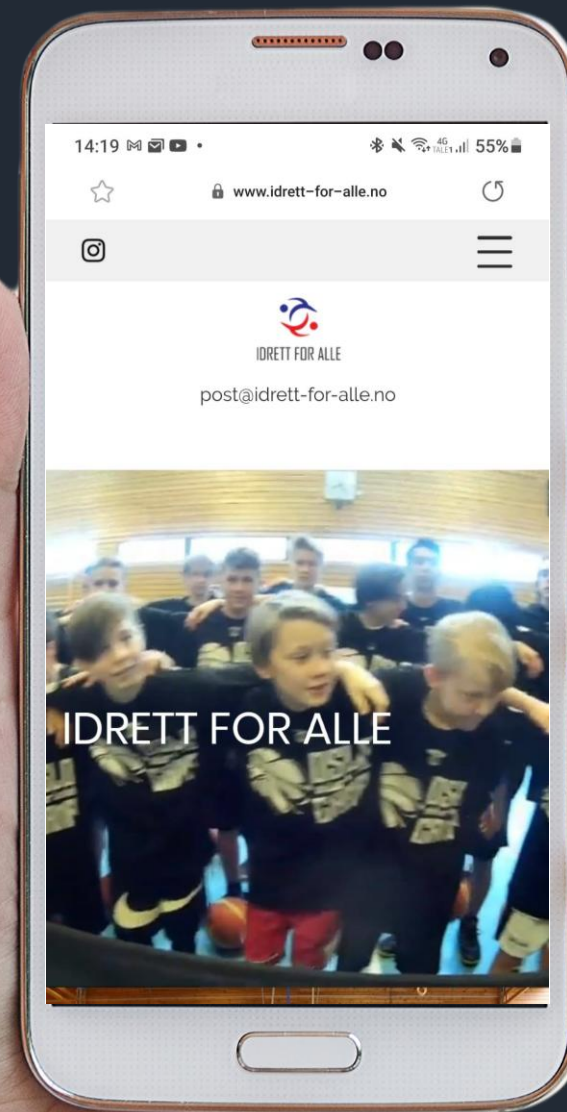 14:19
4G
55%
www.idrett-for-alle.no
IDRETT FOR ALLE
post@idrett-for-alle.no
IDRETT FOR ALLE